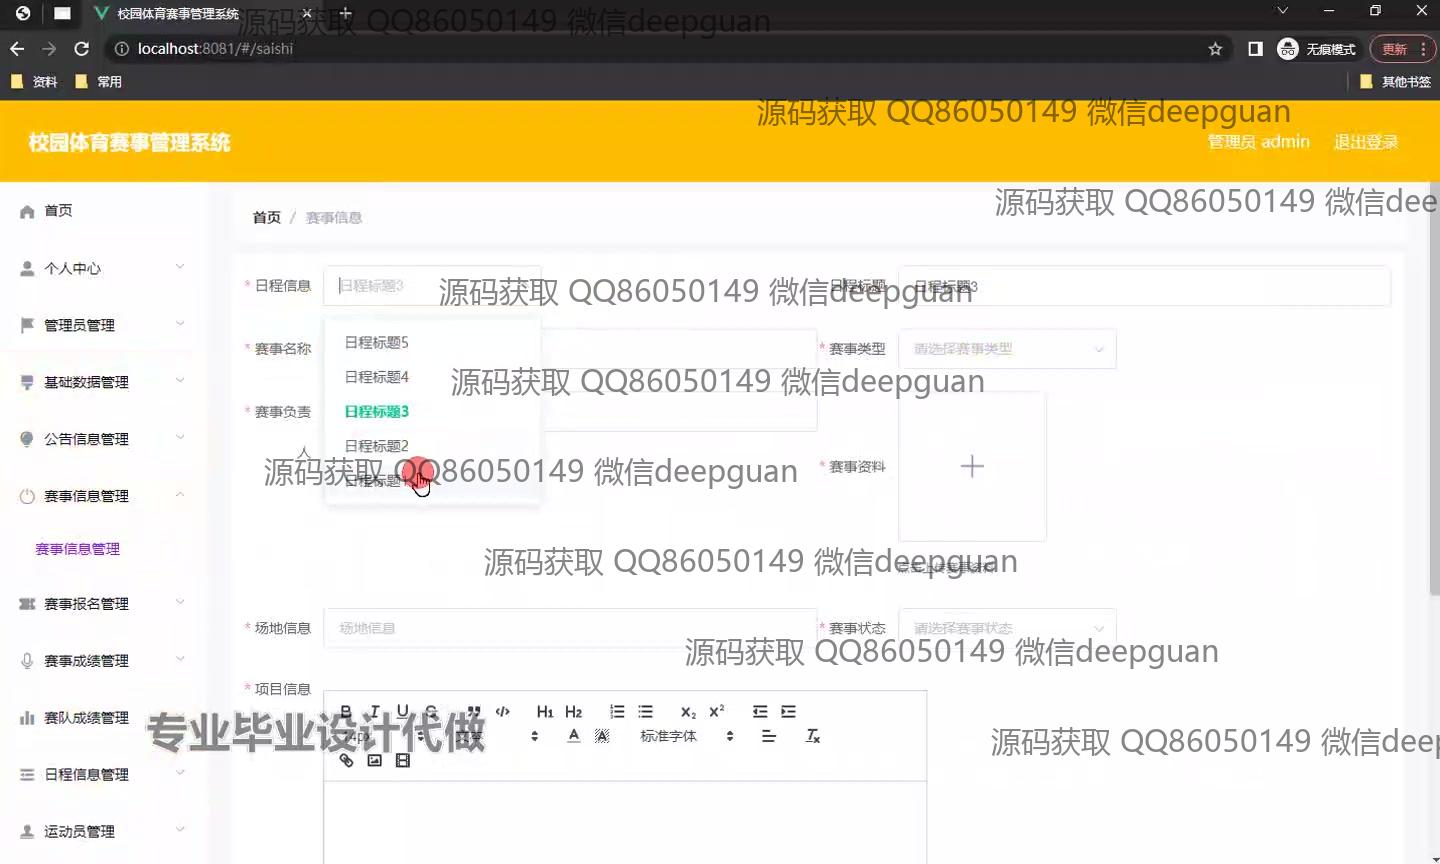 校园体育赛事管理系统
源码获取 QQ86050149 微信deepguan
localhost:8081/#/saishi
无痕模式
更新
资料
常用
其他书签
源码获取 QQ86050149 微信deepguan
校园体育赛事管理系统
管理员 admin
退出登录
源码获取 QQ86050149 微信dee
首页
首页 / 赛事信息
个人中心
* 日程信息
日程标题3
日程标题
日程标题3
源码获取 QQ86050149 微信deepguan
管理员管理
日程标题5
* 赛事名称
* 赛事类型
请选择赛事类型
基础数据管理
日程标题4
源码获取 QQ86050149 微信deepguan
公告信息管理
* 赛事负责人
日程标题3
日程标题2
源码获取 QQ86050149 微信deepguan
* 赛事资料
日程标题
赛事信息管理
赛事信息管理
源码获取 QQ86050149 微信deepguan
点击上传赛事资料
赛事报名管理
* 场地信息
场地信息
* 赛事状态
请选择赛事状态
源码获取 QQ86050149 微信deepguan
赛事成绩管理
* 项目信息
B I U S
H1 H2
x2 x2
赛队成绩管理
专业毕业设计代做
14px
文本
A A
标准字体
Tx
源码获取 QQ86050149 微信deep
日程信息管理
运动员管理